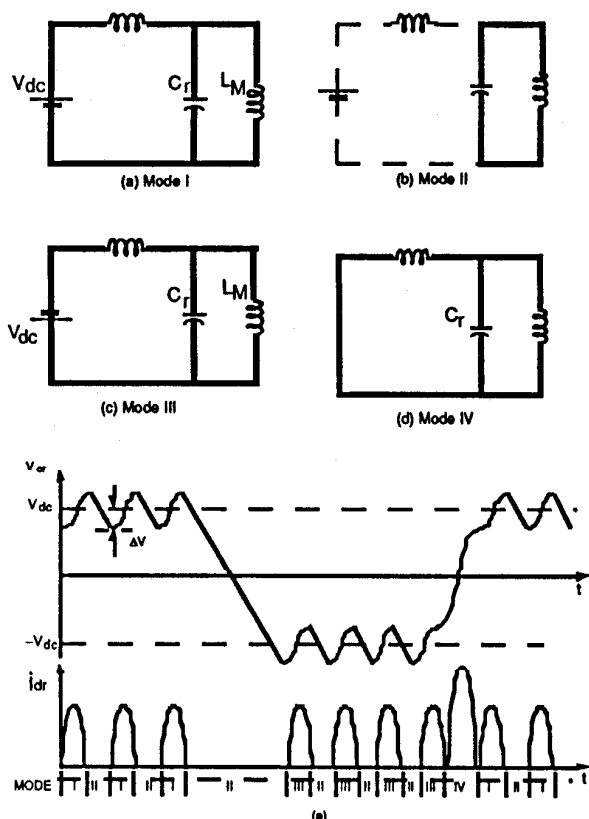 Vdc
Cr
LM
(a) Mode I
(b) Mode II
Vdc
Cr
LM
(c) Mode III
Cr
(d) Mode IV
Vcr
Vdc
ΔV
t
-Vdc
idr
t
MODE I II I II I II III II III II III II III IV I II I
(e)